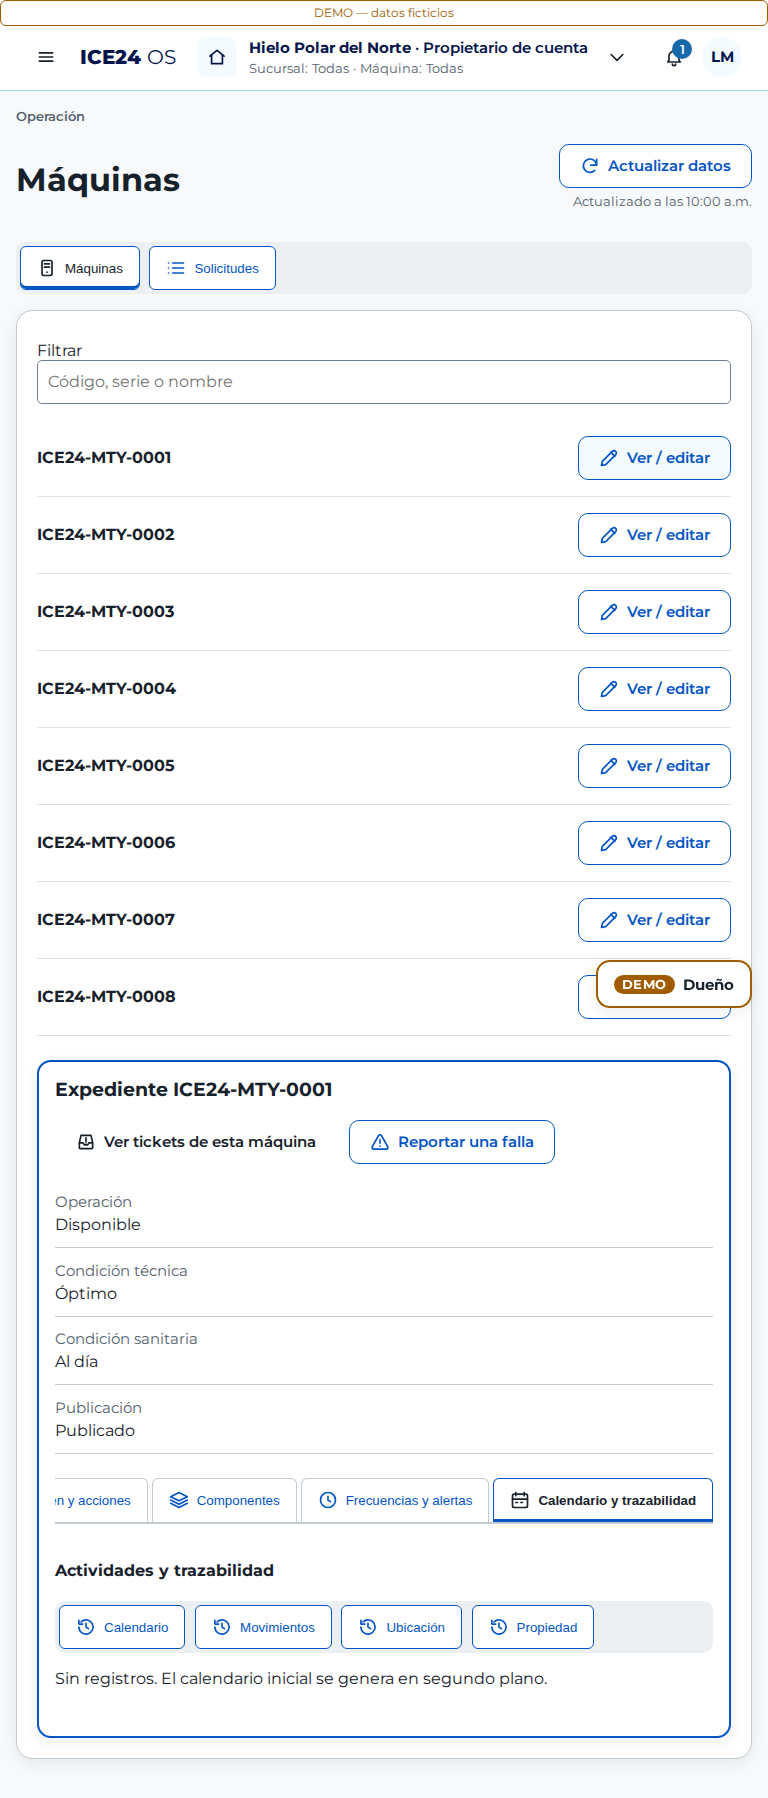 DEMO — datos ficticios
ICE24 OS
Hielo Polar del Norte · Propietario de cuenta
Sucursal: Todas · Máquina: Todas
1
LM
Operación
Máquinas
Actualizar datos
Actualizado a las 10:00 a.m.
Máquinas
Solicitudes
Filtrar
Código, serie o nombre
ICE24-MTY-0001
Ver / editar
ICE24-MTY-0002
Ver / editar
ICE24-MTY-0003
Ver / editar
ICE24-MTY-0004
Ver / editar
ICE24-MTY-0005
Ver / editar
ICE24-MTY-0006
Ver / editar
ICE24-MTY-0007
Ver / editar
ICE24-MTY-0008
DEMO Dueño
Expediente ICE24-MTY-0001
Ver tickets de esta máquina
Reportar una falla
Operación
Disponible
Condición técnica
Óptimo
Condición sanitaria
Al día
Publicación
Publicado
y acciones
Componentes
Frecuencias y alertas
Calendario y trazabilidad
Actividades y trazabilidad
Calendario
Movimientos
Ubicación
Propiedad
Sin registros. El calendario inicial se genera en segundo plano.